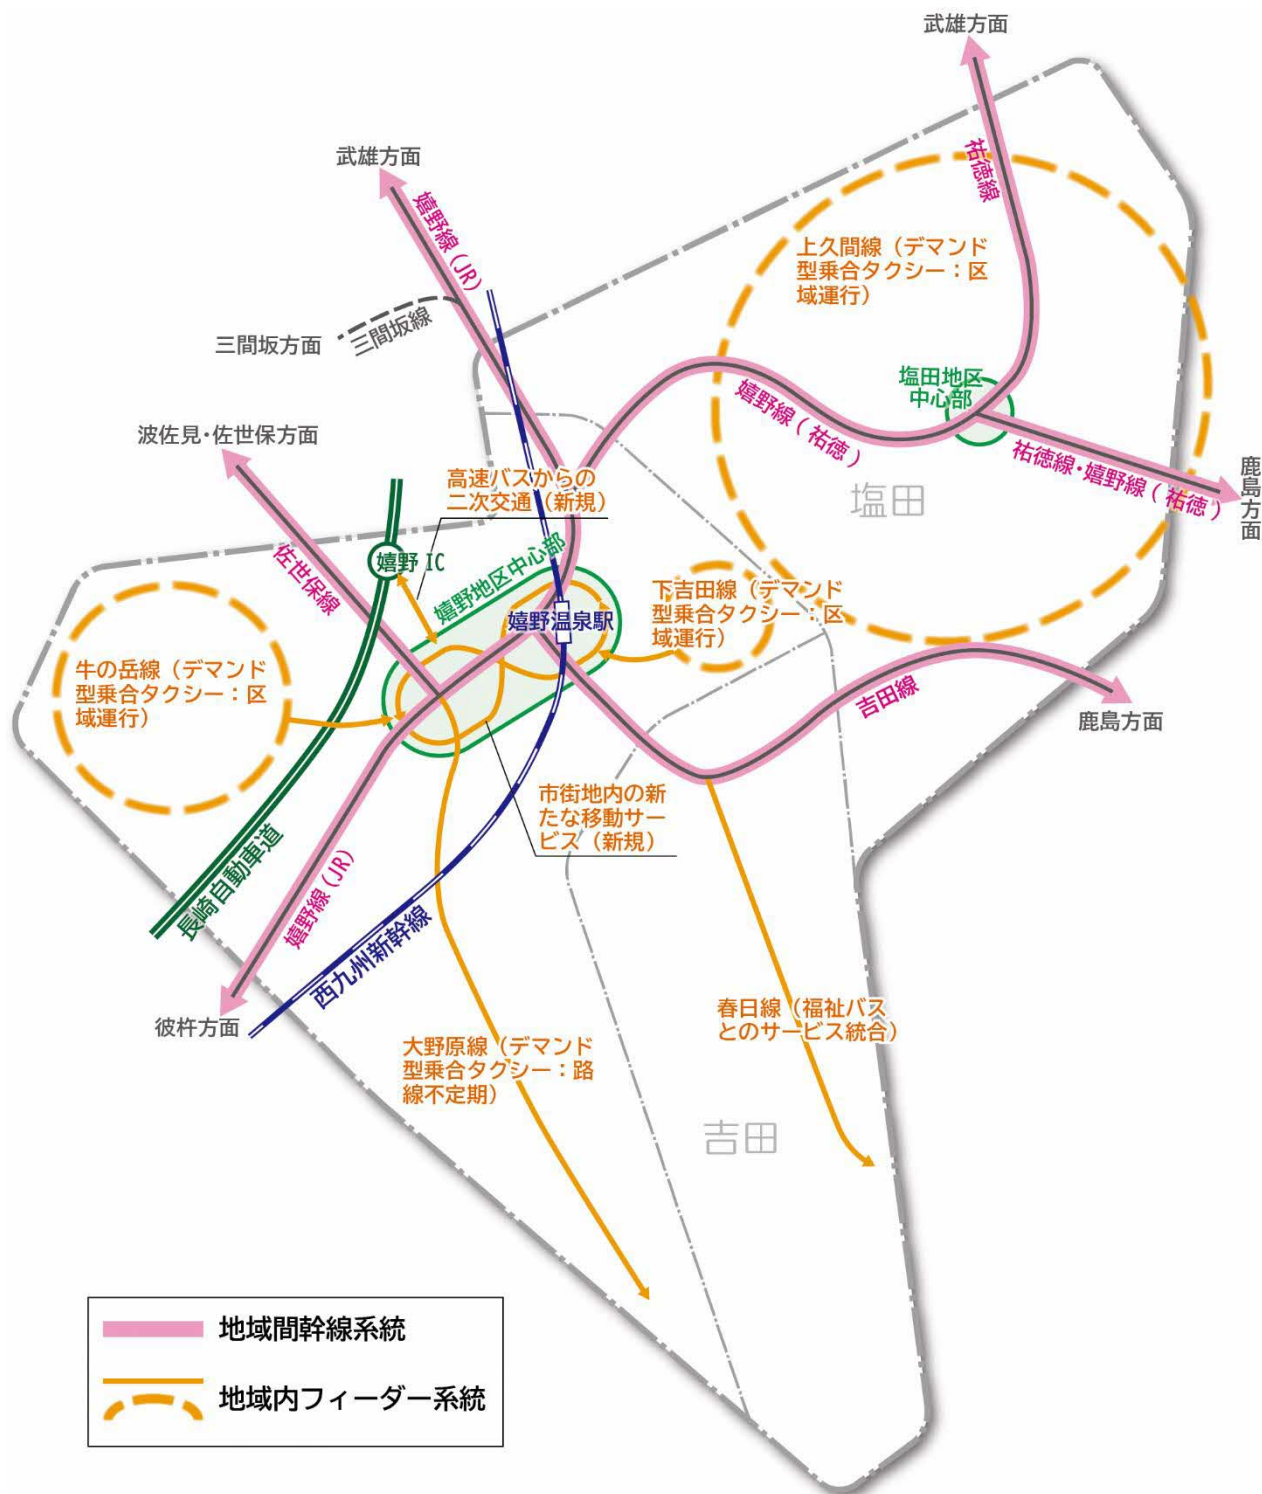 武雄方面
武雄方面
祐徳線
嬉野線(JR)
上久間線(デマンド
型乗合タクシー:区
域運行)
三間坂方面
三間坂線
塩田地区
中心部
嬉野線(祐徳)
祐徳線・嬉野線(祐徳)
鹿島方面
波佐見・佐世保方面
高速バスからの
二次交通(新規)
塩田
佐世保線
嬉野IC
嬉野地区中心部
嬉野温泉駅
下吉田線(デマンド
型乗合タクシー:区
域運行)
牛の岳線(デマンド
型乗合タクシー:区
域運行)
吉田線
鹿島方面
市街地内の新
たな移動サー
ビス(新規)
長崎自動車道
嬉野線(JR)
西九州新幹線
彼杵方面
春日線(福祉バス
とのサービス統合)
大野原線(デマンド
型乗合タクシー:路
線不定期)
吉田
地域間幹線系統
地域内フィーダー系統